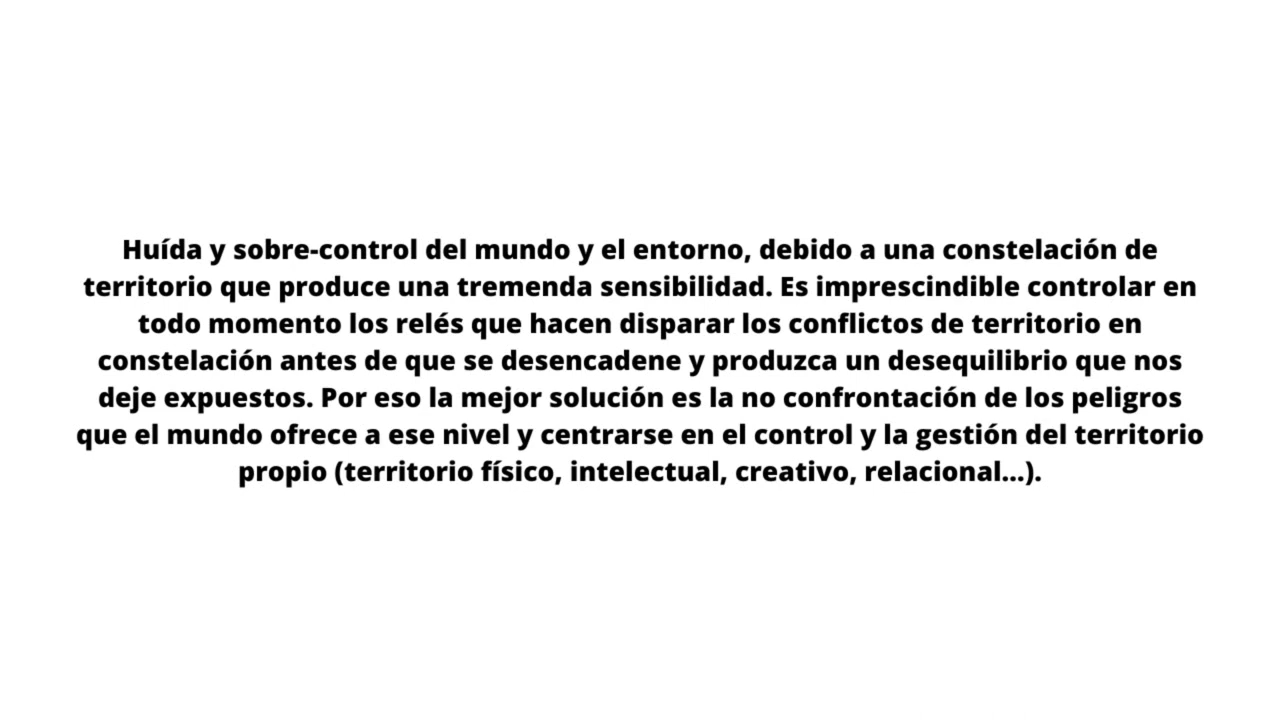 Huída y sobre-control del mundo y el entorno, debido a una constelación de
territorio que produce una tremenda sensibilidad. Es imprescindible controlar en
todo momento los relés que hacen disparar los conflictos de territorio en
constelación antes de que se desencadene y produzca un desequilibrio que nos
deje expuestos. Por eso la mejor solución es la no confrontación de los peligros
que el mundo ofrece a ese nivel y centrarse en el control y la gestión del territorio
propio (territorio físico, intelectual, creativo, relacional...).